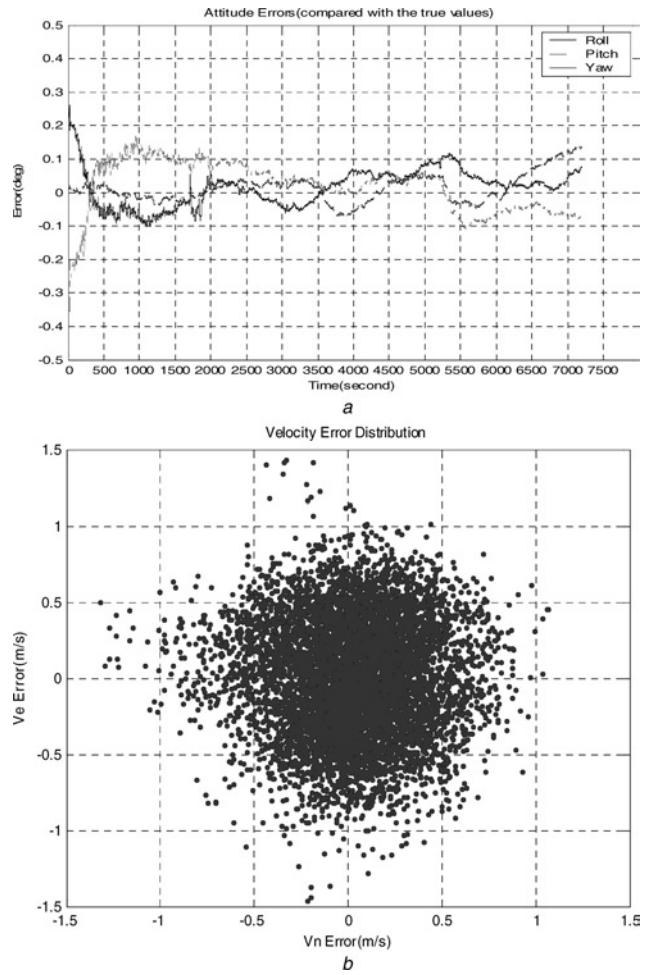 Attitude Errors(compared with the true values)
Roll
Pitch
Yaw
0.5
0.4
0.3
0.2
0.1
0
-0.1
-0.2
-0.3
-0.4
-0.5
Error(deg)
0 500 1000 1500 2000 2500 3000 3500 4000 4500 5000 5500 6000 6500 7000 7500
Time(second)
a
Velocity Error Distribution
1.5
1
0.5
0
-0.5
-1
-1.5
Ve Error(m/s)
-1.5 -1 -0.5 0 0.5 1 1.5
Vn Error(m/s)
b